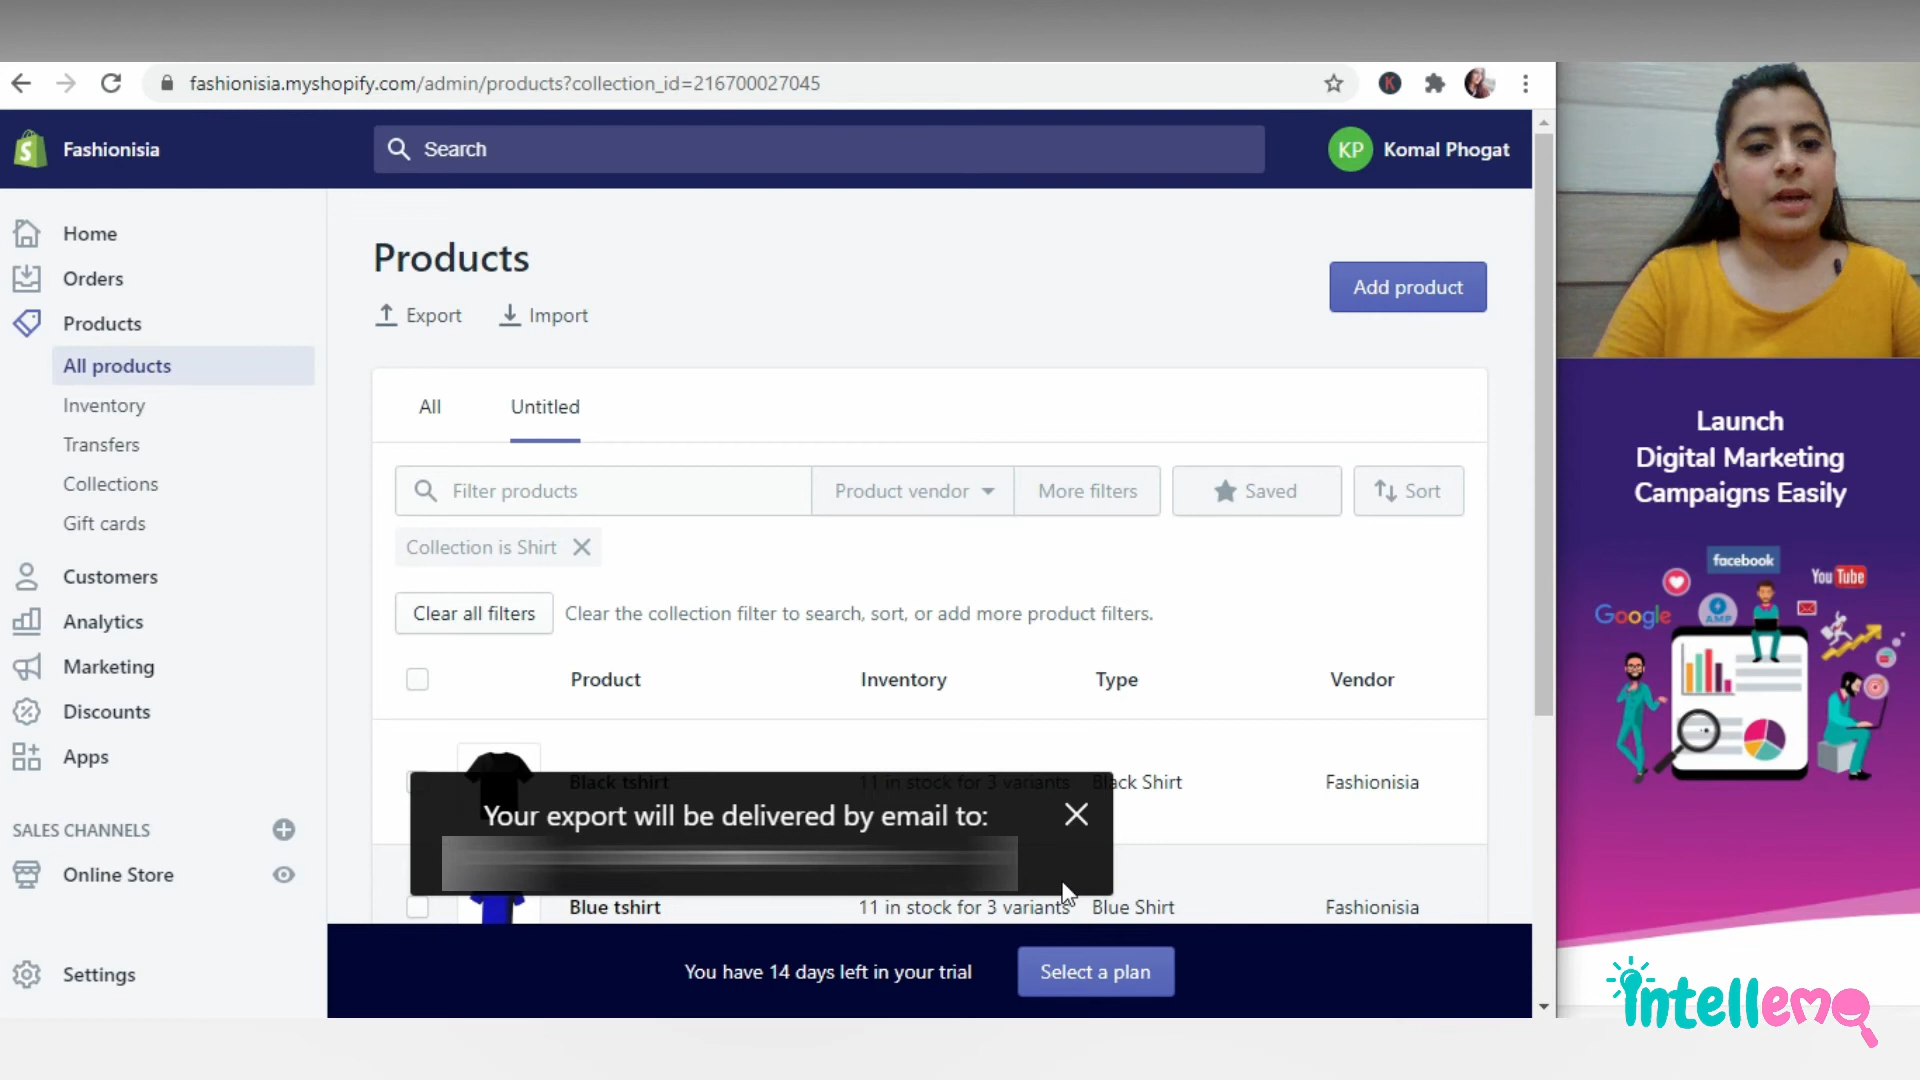 fashionisia.myshopify.com/admin/products?collection_id=216700027045
K
Fashionisia
Search
KP
Komal Phogat
Home
Orders
Products
All products
Inventory
Transfers
Collections
Gift cards
Customers
Analytics
Marketing
Discounts
Apps
SALES CHANNELS
Online Store
Settings
Products
Export
Import
Add product
All
Untitled
Filter products
Product vendor
More filters
Saved
Sort
Collection is Shirt
Clear all filters
Clear the collection filter to search, sort, or add more product filters.
Product Inventory Type Vendor
Black tshirt 11 in stock for 3 variants Black Shirt Fashionisia
Your export will be delivered by email to:
Blue tshirt 11 in stock for 3 variants Blue Shirt Fashionisia
You have 14 days left in your trial
Select a plan
Launch
Digital Marketing
Campaigns Easily
facebook
YouTube
Google
AMP
intellemo